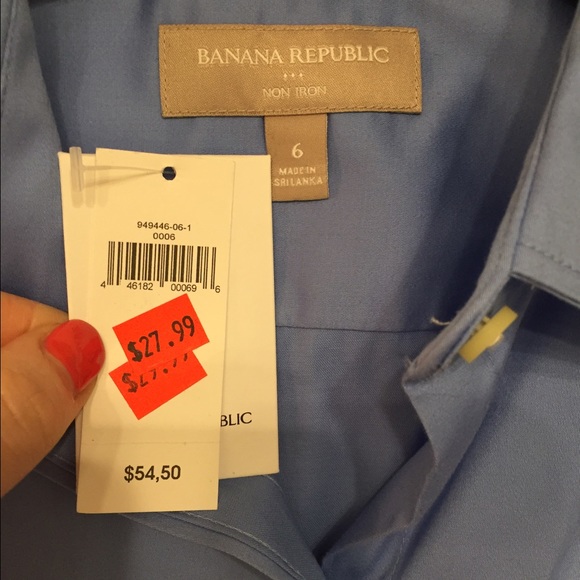 BANANA REPUBLIC
NON IRON
6
MADE IN
SRI LANKA
949446-06-1
0006
4 46182 00069 6
$27.99
BLIC
$54,50